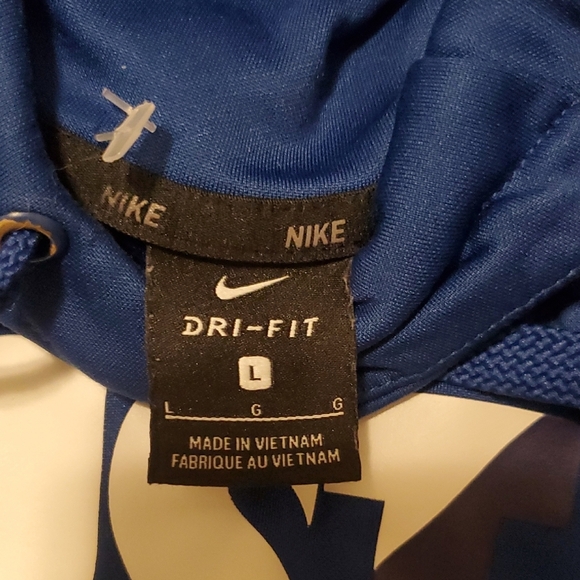 NIKE NIKE
DRI-FIT
L
L G G
MADE IN VIETNAM
FABRIQUE AU VIETNAM